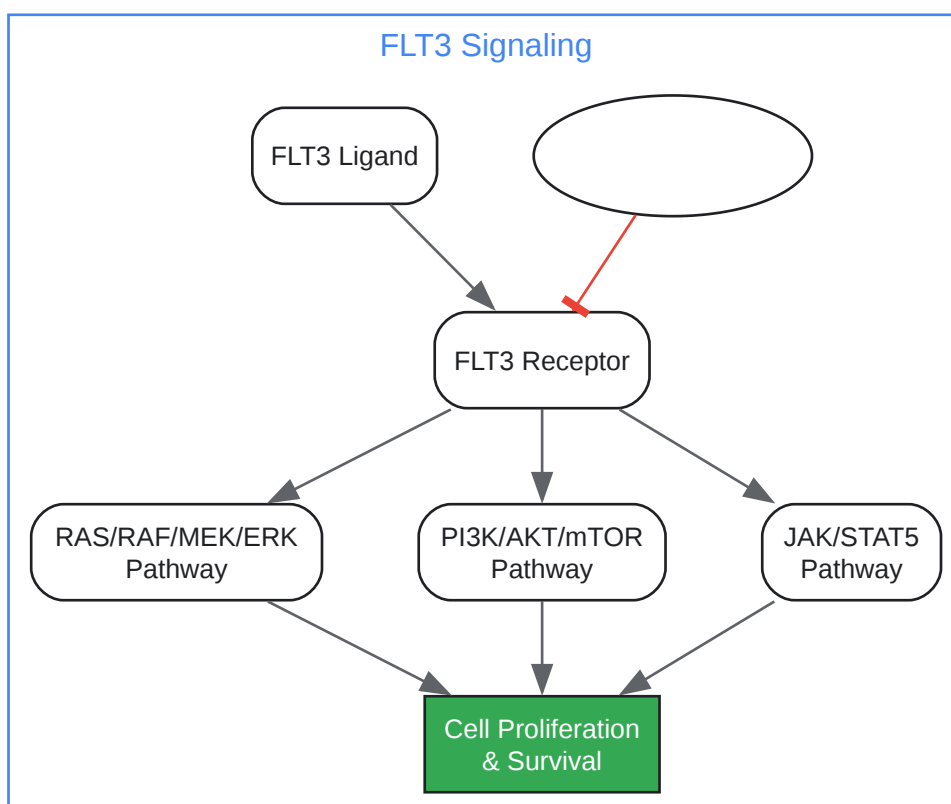 FLT3 Signaling
FLT3 Ligand
FLT3 Receptor
RAS/RAF/MEK/ERK
Pathway
PI3K/AKT/mTOR
Pathway
JAK/STAT5
Pathway
Cell Proliferation
& Survival